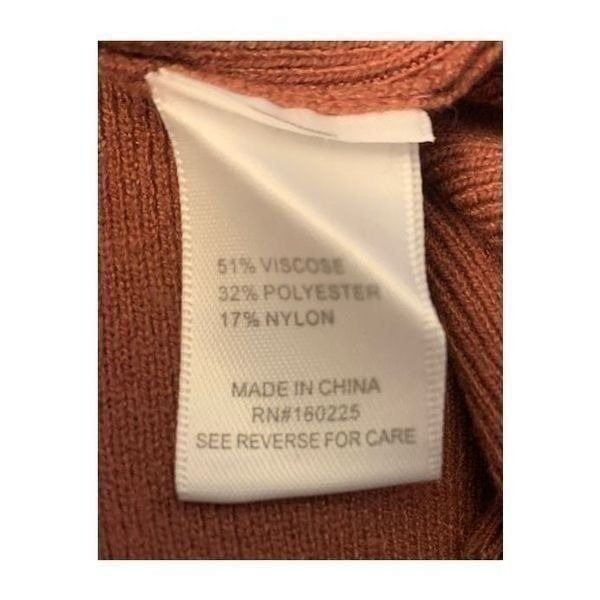 51% VISCOSE
32% POLYESTER
17% NYLON
MADE IN CHINA
RN#160225
SEE REVERSE FOR CARE